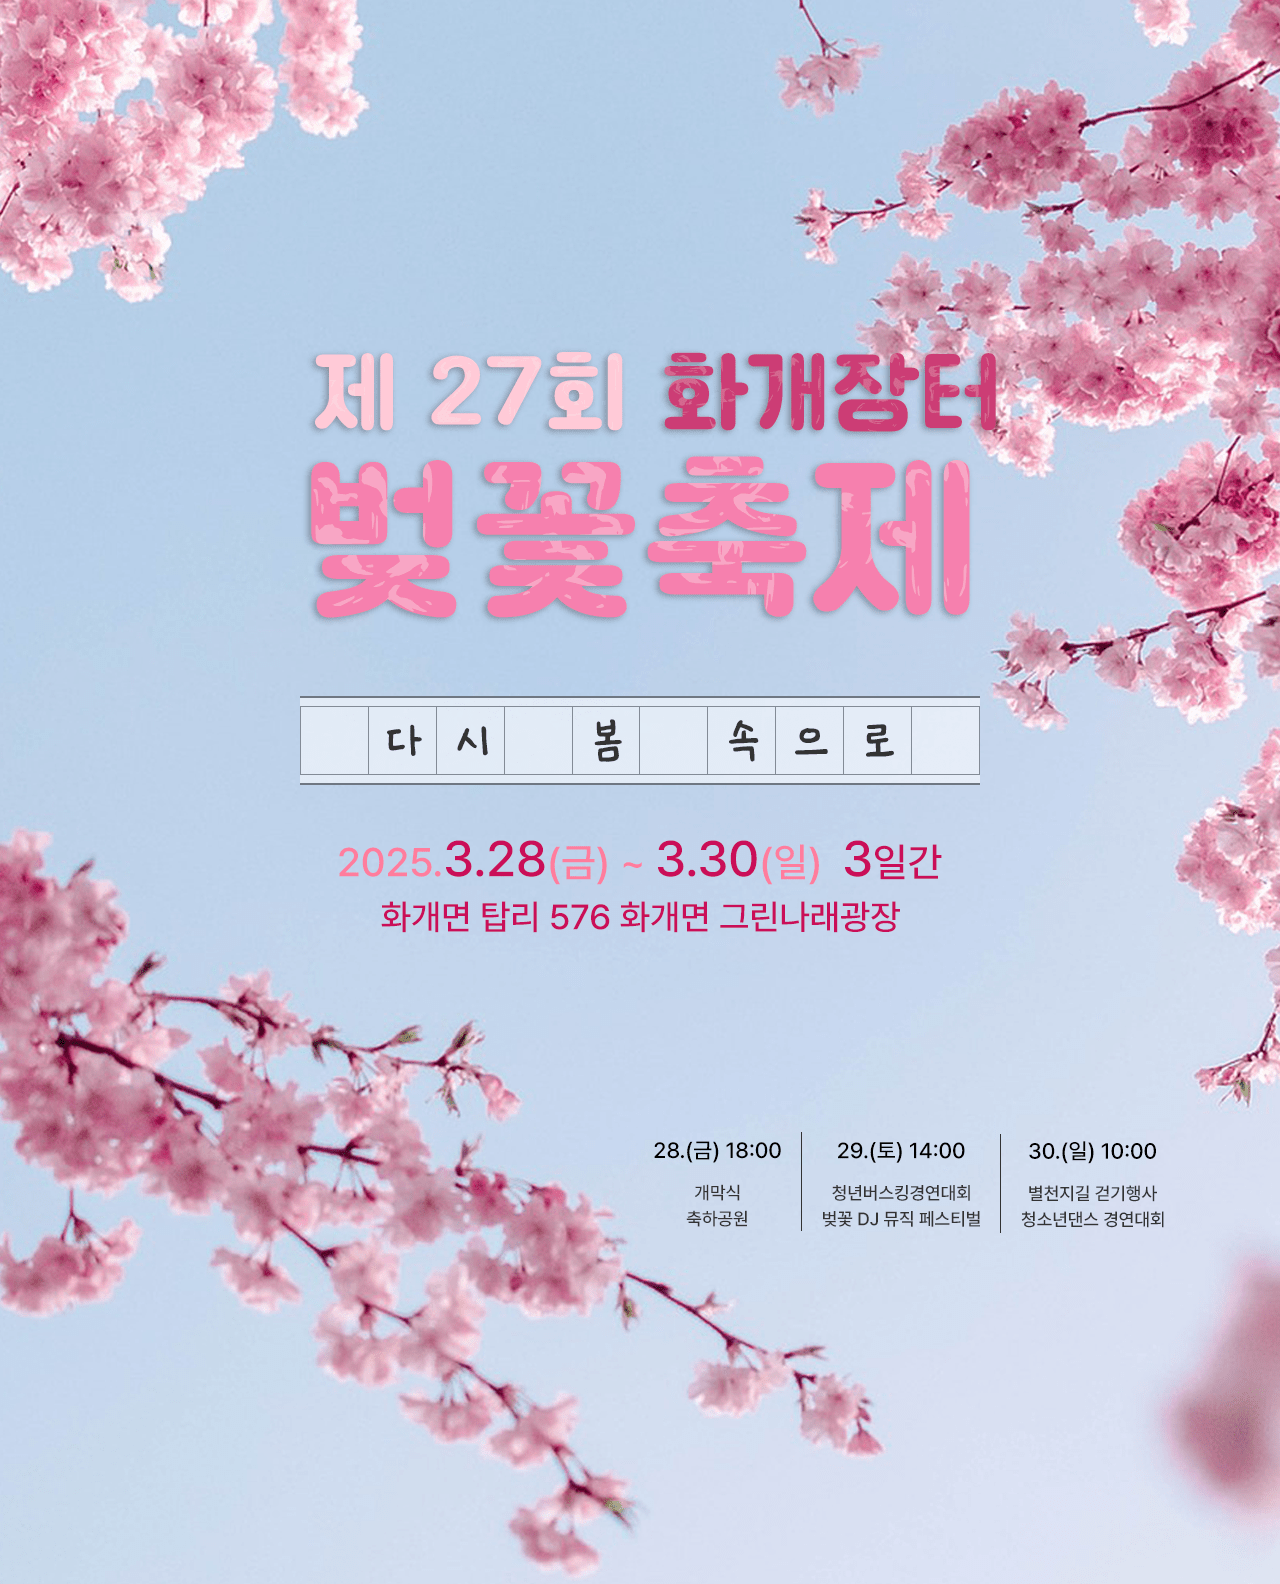 제 27회 화개장터
벚꽃축제
다시 봄 속으로
2025.3.28(금) ~ 3.30(일) 3일간
화개면 탑리 576 화개면 그린나래광장
28.(금) 18:00
개막식
축하공원
29.(토) 14:00
청년버스킹경연대회
벚꽃 DJ 뮤직 페스티벌
30.(일) 10:00
별천지길 걷기행사
청소년댄스 경연대회